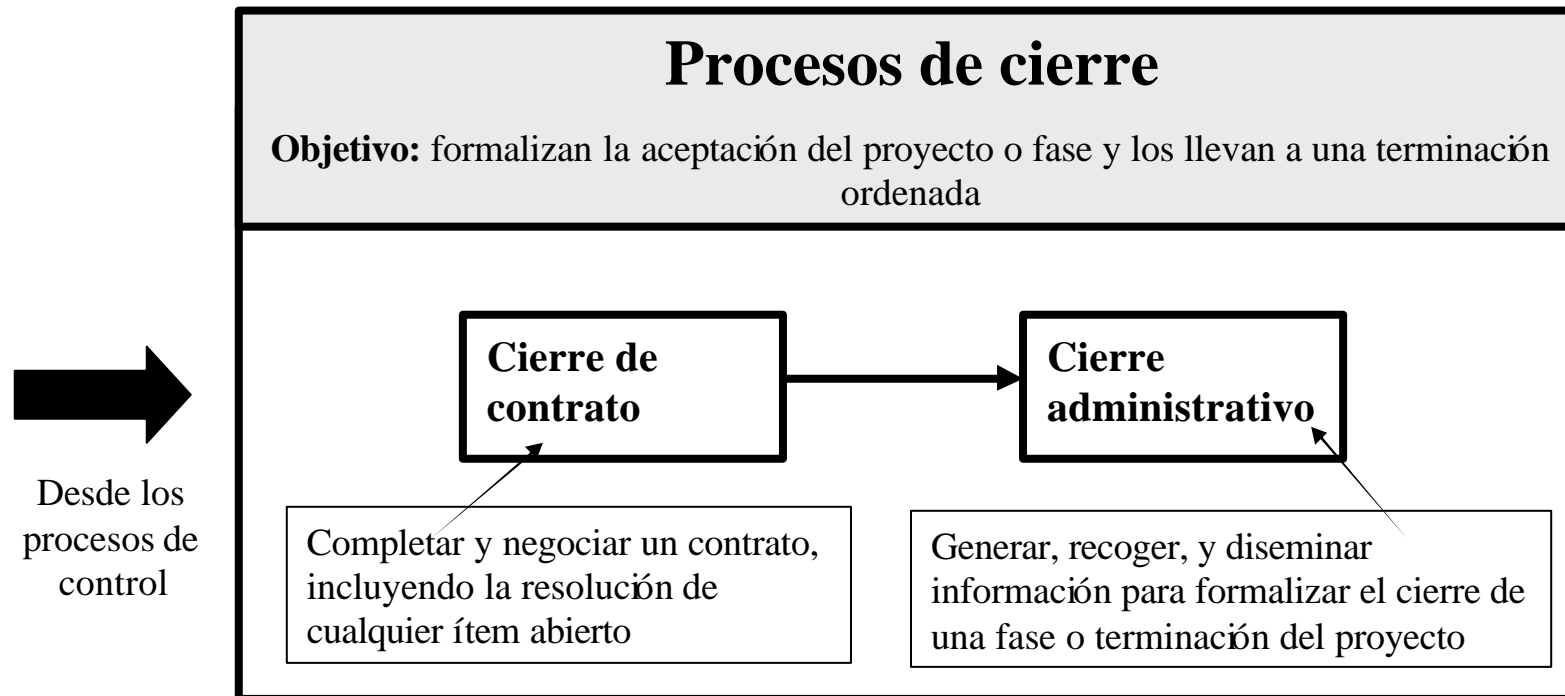 Procesos de cierre
Objetivo: formalizan la aceptación del proyecto o fase y los llevan a una terminación
ordenada
Cierre de
contrato
Cierre
administrativo
Desde los
procesos de
control
Completar y negociar un contrato,
incluyendo la resolución de
cualquier ítem abierto
Generar, recoger, y diseminar
información para formalizar el cierre de
una fase o terminación del proyecto